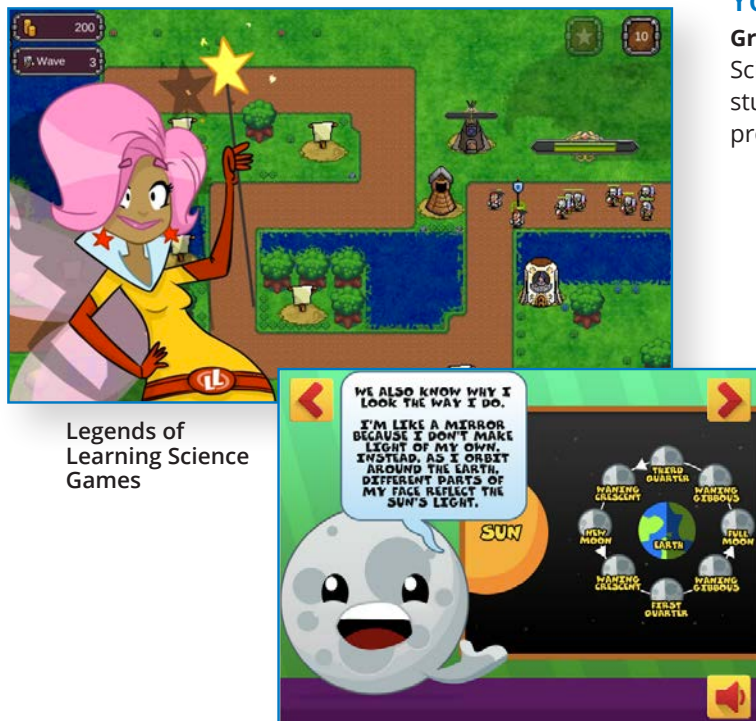 200
Wave 3
10
LL
Gr
Sc
stu
pr
Legends of
Learning Science
Games
WE ALSO KNOW WHY I
LOOK THE WAY I DO.
I'M LIKE A MIRROR
BECAUSE I DON'T MAKE
LIGHT OF MY OWN.
INSTEAD, AS I ORBIT
AROUND THE EARTH,
DIFFERENT PARTS OF
MY FACE REFLECT THE
SUN'S LIGHT.
SUN
THIRD
QUARTER
WANING
CRESCENT
WANING
GIBBOUS
NEW
MOON
EARTH
FULL
MOON
WANING
CRESCENT
WANING
GIBBOUS
FIRST
QUARTER